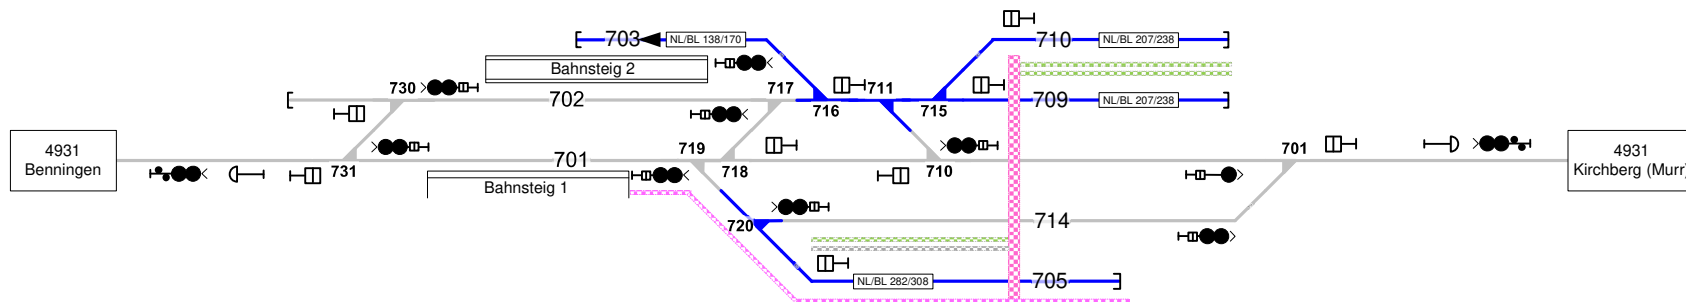 703
NL/BL 138/170
710
NL/BL 207/238
Bahnsteig 2
730
717
711
702
716
715
709
NL/BL 207/238
4931
Benningen
731
701
719
718
710
701
4931
Kirchberg (Murr)
Bahnsteig 1
720
714
NL/BL 282/308
705